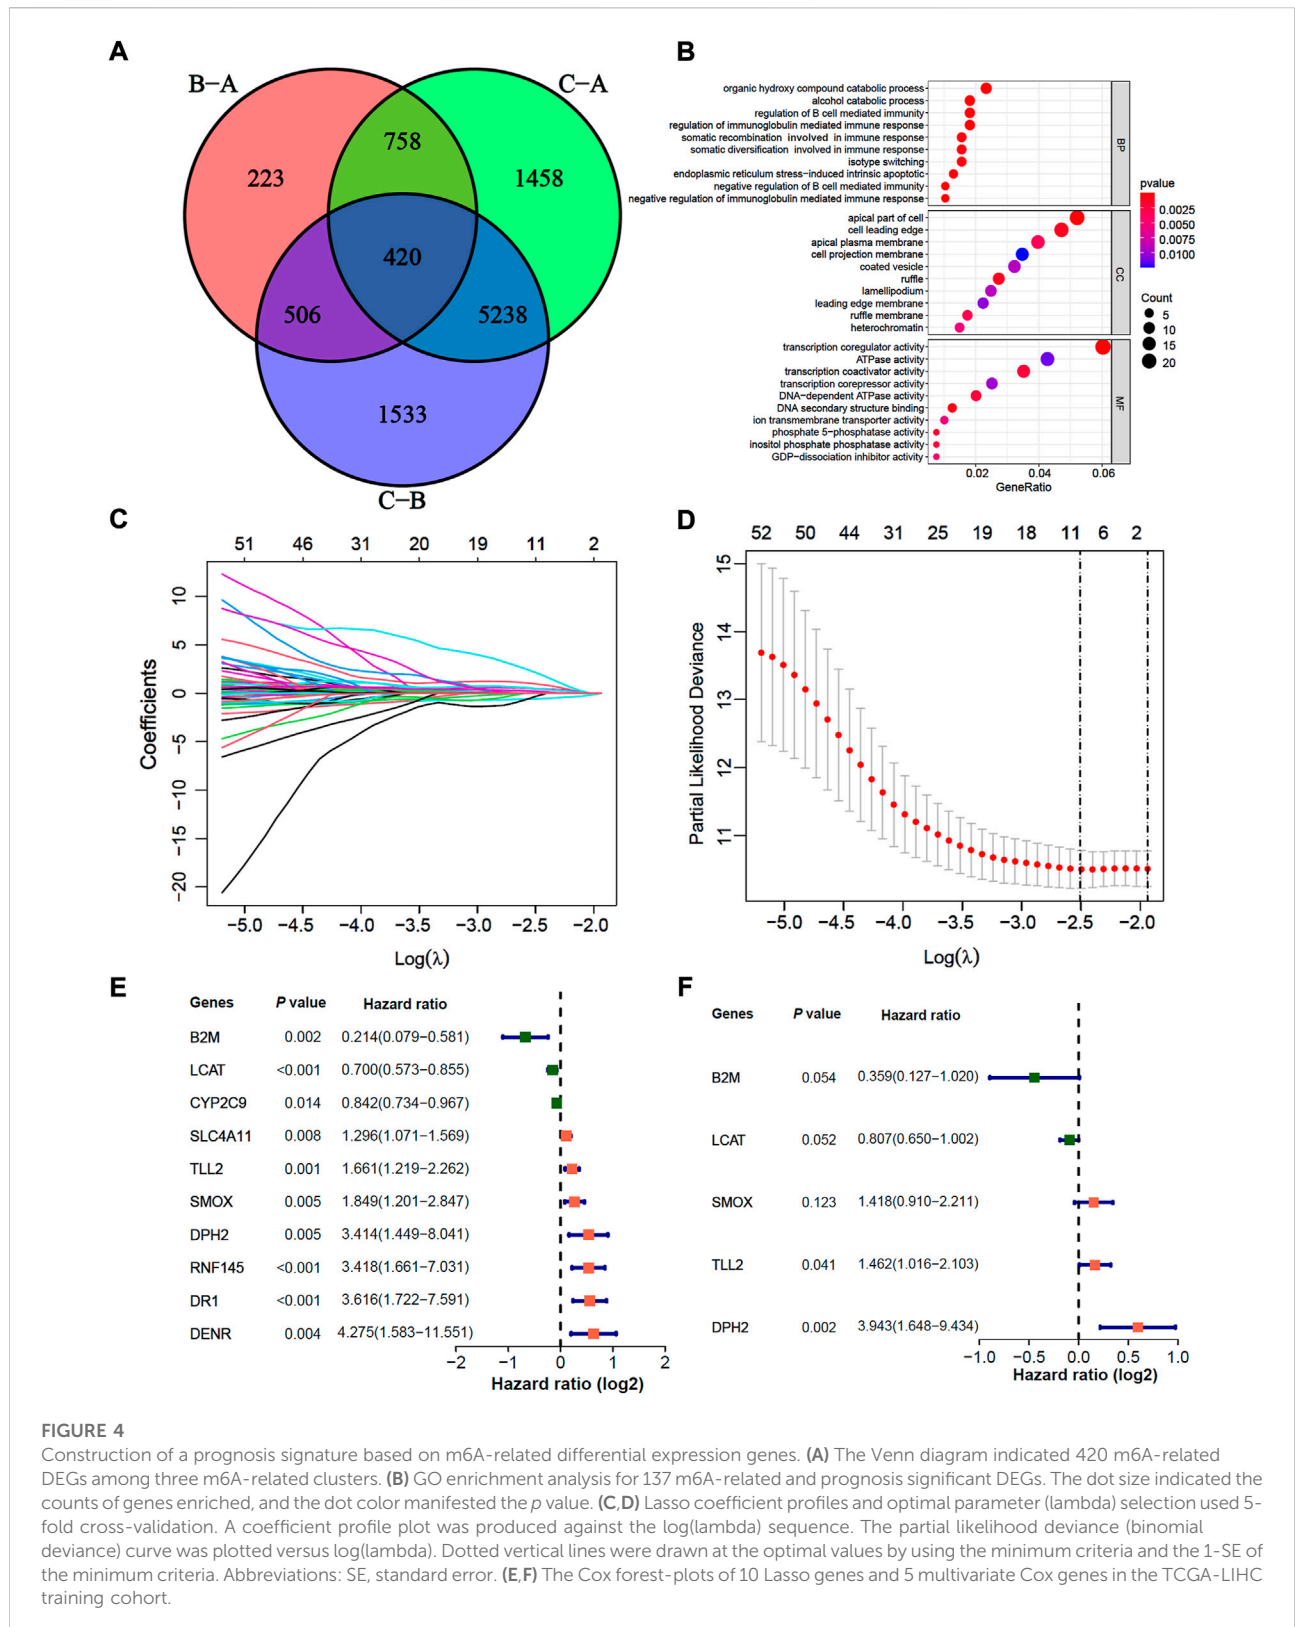 A
B−A
C−A
758
223
1458
420
506
5238
1533
C−B
B
organic hydroxy compound catabolic process
alcohol catabolic process
regulation of B cell mediated immunity
regulation of immunoglobulin mediated immune response
somatic recombination involved in immune response
somatic diversification involved in immune response
isotype switching
endoplasmic reticulum stress−induced intrinsic apoptotic
negative regulation of B cell mediated immunity
negative regulation of immunoglobulin mediated immune response
BP
apical part of cell
cell leading edge
apical plasma membrane
cell projection membrane
coated vesicle
ruffle
lamellipodium
leading edge membrane
ruffle membrane
heterochromatin
CC
transcription coregulator activity
ATPase activity
transcription coactivator activity
transcription corepressor activity
DNA−dependent ATPase activity
DNA secondary structure binding
ion transmembrane transporter activity
phosphate 5−phosphatase activity
inositol phosphate phosphatase activity
GDP−dissociation inhibitor activity
MF
0.02 0.04 0.06
GeneRatio
pvalue
0.0025
0.0050
0.0075
0.0100
Count
5
10
15
20
C
51 46 31 20 19 11 2
10
5
0
−5
−10
−15
−20
Coefficients
−5.0 −4.5 −4.0 −3.5 −3.0 −2.5 −2.0
Log(λ)
D
52 50 44 31 25 19 18 11 6 2
15
14
13
12
11
Partial Likelihood Deviance
−5.0 −4.5 −4.0 −3.5 −3.0 −2.5 −2.0
Log(λ)
E
Genes P value Hazard ratio
B2M 0.002 0.214(0.079−0.581)
LCAT <0.001 0.700(0.573−0.855)
CYP2C9 0.014 0.842(0.734−0.967)
SLC4A11 0.008 1.296(1.071−1.569)
TLL2 0.001 1.661(1.219−2.262)
SMOX 0.005 1.849(1.201−2.847)
DPH2 0.005 3.414(1.449−8.041)
RNF145 <0.001 3.418(1.661−7.031)
DR1 <0.001 3.616(1.722−7.591)
DENR 0.004 4.275(1.583−11.551)
−2 −1 0 1 2
Hazard ratio (log2)
F
Genes P value Hazard ratio
B2M 0.054 0.359(0.127−1.020)
LCAT 0.052 0.807(0.650−1.002)
SMOX 0.123 1.418(0.910−2.211)
TLL2 0.041 1.462(1.016−2.103)
DPH2 0.002 3.943(1.648−9.434)
−1.0 −0.5 0.0 0.5 1.0
Hazard ratio (log2)
FIGURE 4
Construction of a prognosis signature based on m6A-related differential expression genes. (A) The Venn diagram indicated 420 m6A-related
DEGs among three m6A-related clusters. (B) GO enrichment analysis for 137 m6A-related and prognosis significant DEGs. The dot size indicated the
counts of genes enriched, and the dot color manifested the p value. (C,D) Lasso coefficient profiles and optimal parameter (lambda) selection used 5-
fold cross-validation. A coefficient profile plot was produced against the log(lambda) sequence. The partial likelihood deviance (binomial
deviance) curve was plotted versus log(lambda). Dotted vertical lines were drawn at the optimal values by using the minimum criteria and the 1-SE of
the minimum criteria. Abbreviations: SE, standard error. (E,F) The Cox forest-plots of 10 Lasso genes and 5 multivariate Cox genes in the TCGA-LIHC
training cohort.